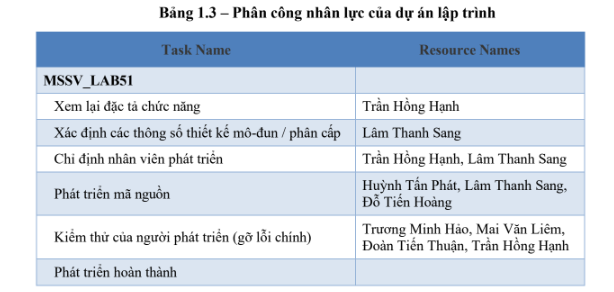 Bảng 1.3 – Phân công nhân lực của dự án lập trình
Task Name
Resource Names
MSSV_LAB51
Xem lại đặc tả chức năng
Trần Hồng Hạnh
Xác định các thông số thiết kế mô-đun / phân cấp
Lâm Thanh Sang
Chỉ định nhân viên phát triển
Trần Hồng Hạnh, Lâm Thanh Sang
Phát triển mã nguồn
Huỳnh Tấn Phát, Lâm Thanh Sang,
Đỗ Tiến Hoàng
Kiểm thử của người phát triển (gỡ lỗi chính)
Trương Minh Hảo, Mai Văn Liêm,
Đoàn Tiến Thuận, Trần Hồng Hạnh
Phát triển hoàn thành